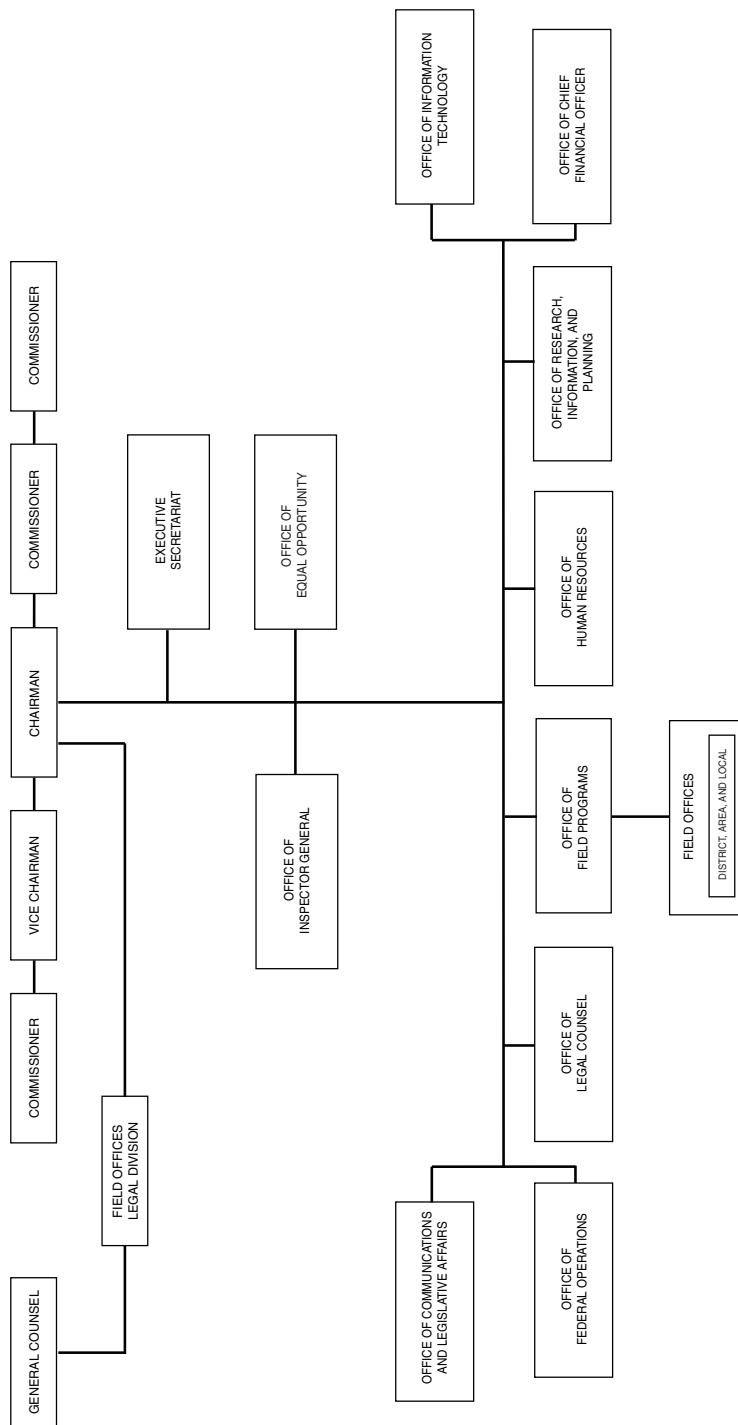 GENERAL COUNSEL
COMMISSIONER
VICE CHAIRMAN
CHAIRMAN
COMMISSIONER
COMMISSIONER
FIELD OFFICES
LEGAL DIVISION
EXECUTIVE
SECRETARIAT
OFFICE OF
INSPECTOR GENERAL
OFFICE OF
EQUAL OPPORTUNITY
OFFICE OF COMMUNICATIONS
AND LEGISLATIVE AFFAIRS
OFFICE OF INFORMATION
TECHNOLOGY
OFFICE OF
FEDERAL OPERATIONS
OFFICE OF
LEGAL COUNSEL
OFFICE OF
FIELD PROGRAMS
OFFICE OF
HUMAN RESOURCES
OFFICE OF RESEARCH,
INFORMATION, AND
PLANNING
OFFICE OF CHIEF
FINANCIAL OFFICER
FIELD OFFICES
DISTRICT, AREA, AND LOCAL